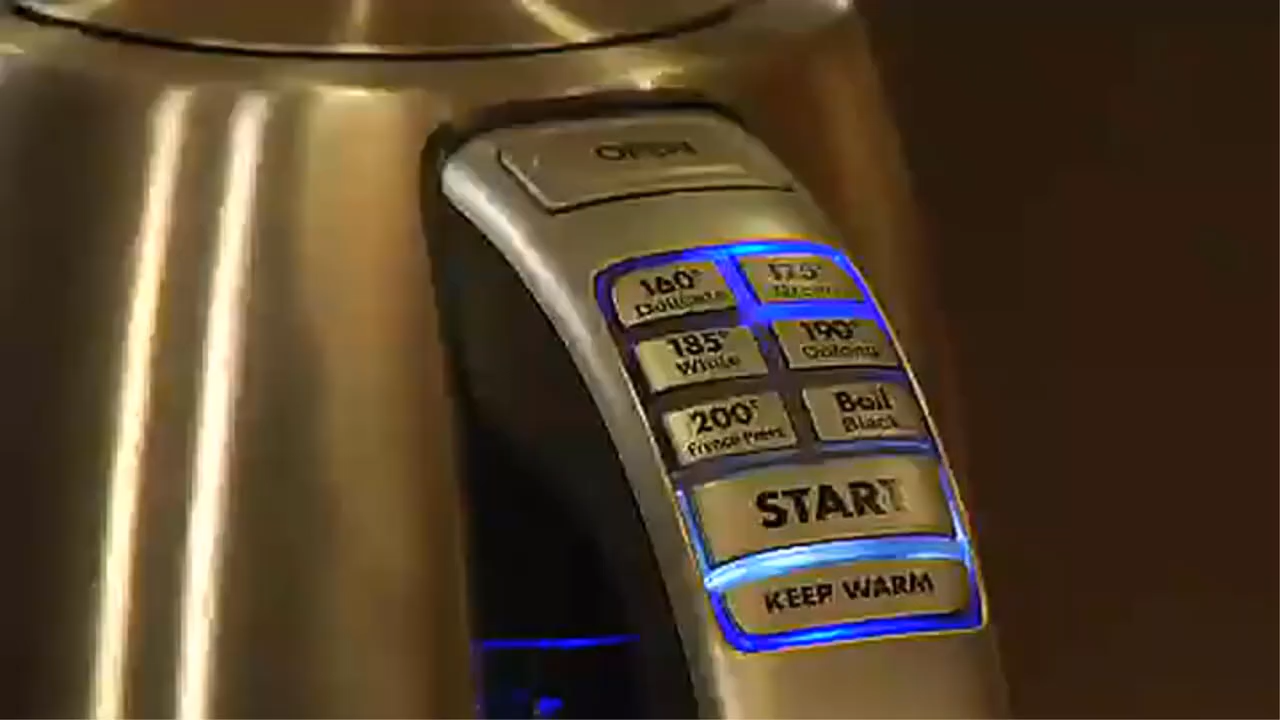 OPEN
160° 175°
Delicate Green
185° 190°
White Oolong
200° Boil
French Press Black
START
KEEP WARM